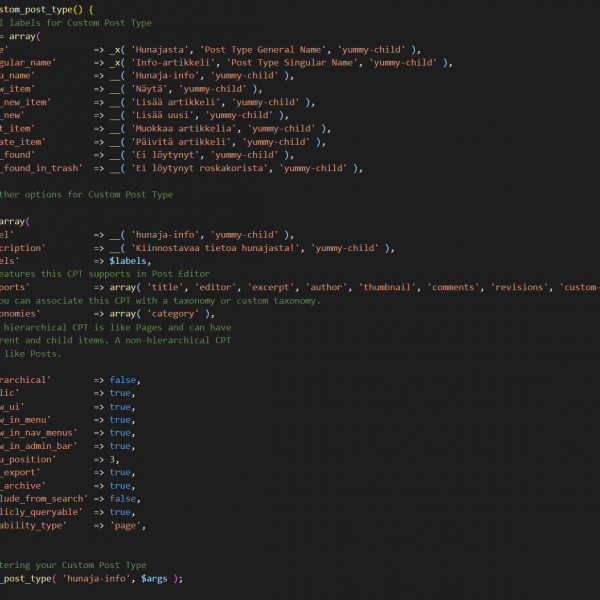 stom_post_type() {
I labels for Custom Post Type
= array(
e' => _x( 'Hunajasta', 'Post Type General Name', 'yummy-child' ),
gular_name' => _x( 'Info-artikkeli', 'Post Type Singular Name', 'yummy-child' ),
u_name' => __( 'Hunaja-info', 'yummy-child' ),
w_item' => __( 'Näytä', 'yummy-child' ),
_new_item' => __( 'Lisää artikkeli', 'yummy-child' ),
_new' => __( 'Lisää uusi', 'yummy-child' ),
t_item' => __( 'Muokkaa artikkelia', 'yummy-child' ),
ate_item' => __( 'Päivitä artikkeli', 'yummy-child' ),
_found' => __( 'Ei löytynyt', 'yummy-child' ),
_found_in_trash' => __( 'Ei löytynyt roskakorista', 'yummy-child' ),
ther options for Custom Post Type
array(
el' => __( 'hunaja-info', 'yummy-child' ),
cription' => __( 'Kiinnostavaa tietoa hunajasta!', 'yummy-child' ),
els' => $labels,
eatures this CPT supports in Post Editor
ports' => array( 'title', 'editor', 'excerpt', 'author', 'thumbnail', 'comments', 'revisions', 'custom-
ou can associate this CPT with a taxonomy or custom taxonomy.
onomies' => array( 'category' ),
hierarchical CPT is like Pages and can have
rent and child items. A non-hierarchical CPT
like Posts.
rarchical' => false,
lic' => true,
w_ui' => true,
w_in_menu' => true,
w_in_nav_menus' => true,
w_in_admin_bar' => true,
u_position' => 3,
_export' => true,
_archive' => true,
lude_from_search' => false,
licly_queryable' => true,
ability_type' => 'page',
tering your Custom Post Type
_post_type( 'hunaja-info', $args );